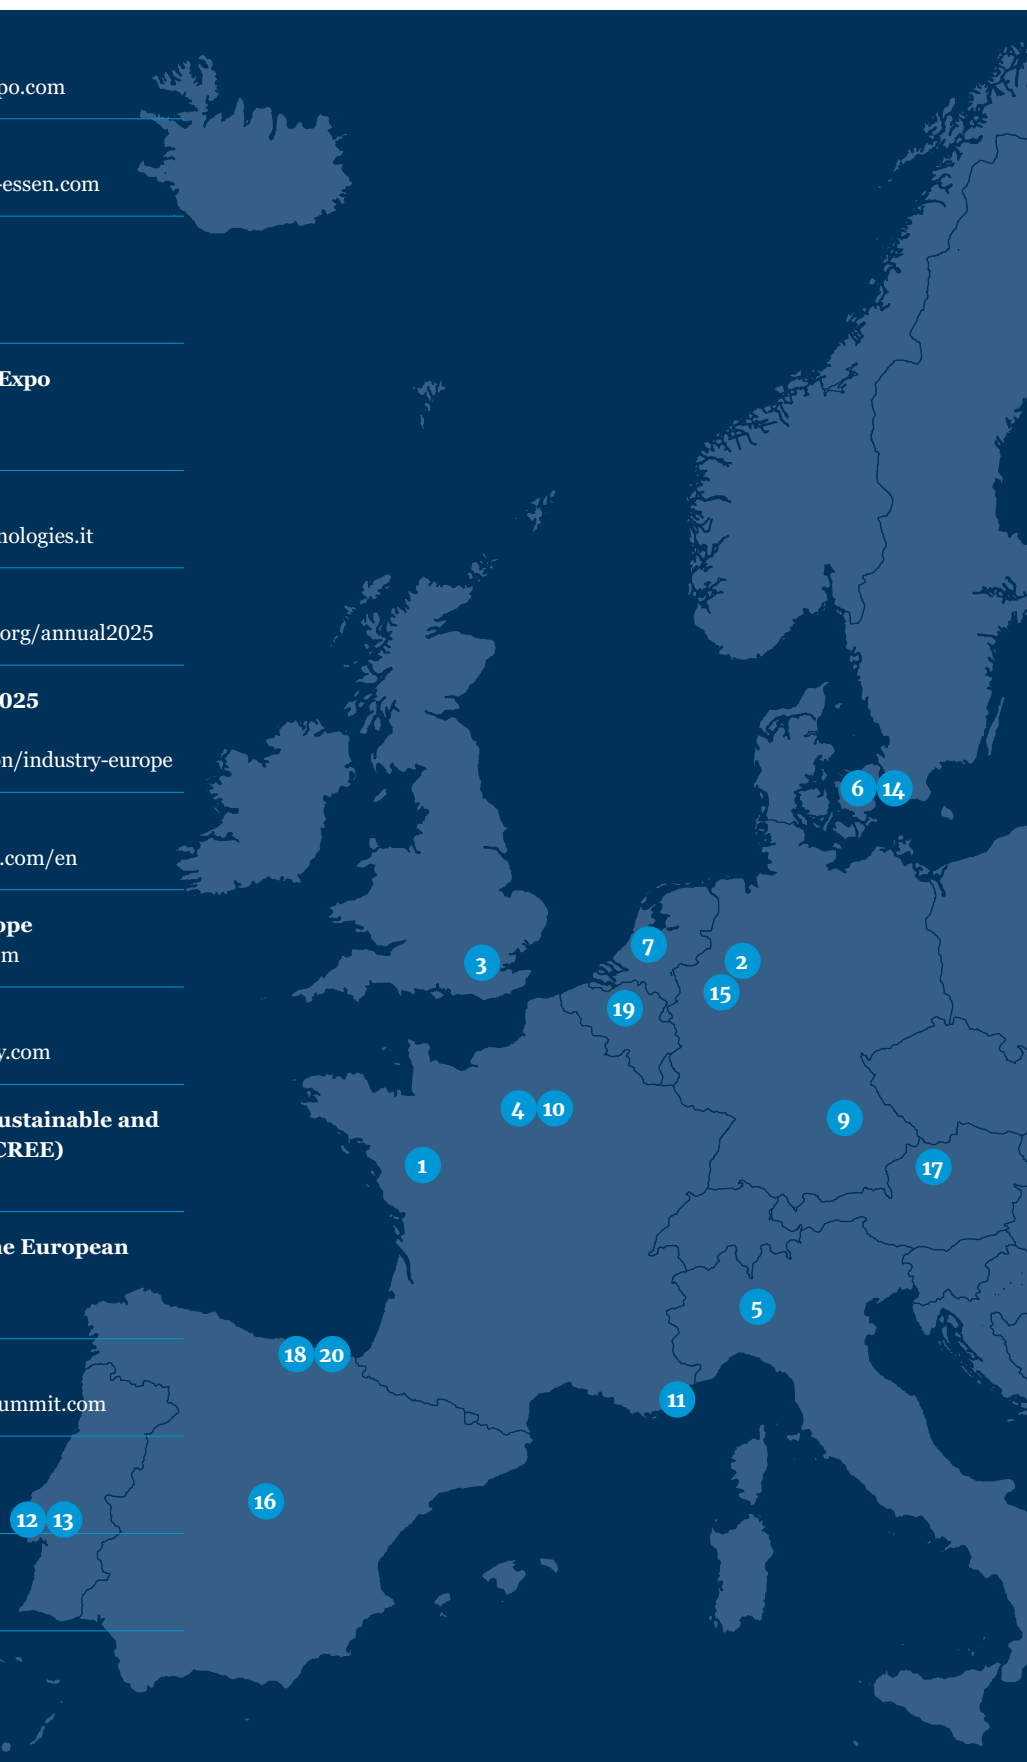 po.com
-essen.com
Expo
nologies.it
org/annual2025
025
on/industry-europe
.com/en
ope
m
y.com
ustainable and
CREE)
ne European
ummit.com
6 14
7
2
3
15
19
4 10
9
1
17
5
18 20
11
16
12 13